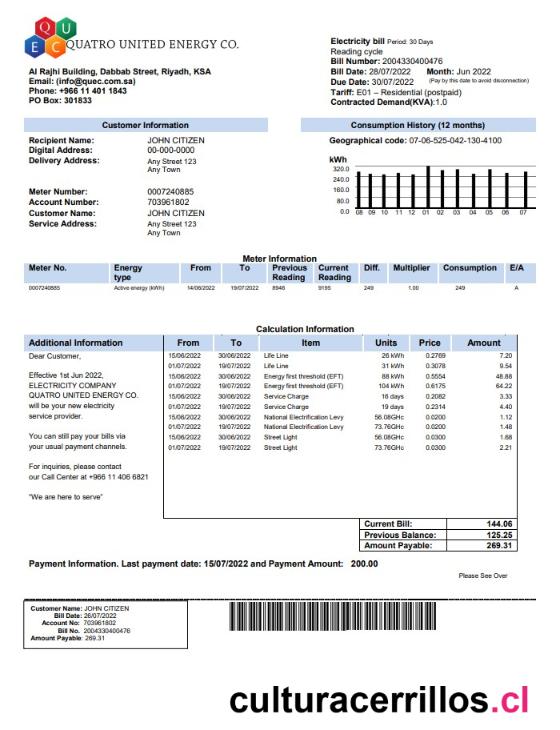 Q U
E C QUATRO UNITED ENERGY CO.
Al Rajhi Building, Dabbab Street, Riyadh, KSA
Email: (info@quec.com.sa)
Phone: +966 11 401 1843
PO Box: 301833
Electricity bill Period: 30 Days
Reading cycle
Bill Number: 2004330400476
Bill Date: 28/07/2022 Month: Jun 2022
Due Date: 30/07/2022 (Pay by this date to avoid disconnection)
Tariff: E01 – Residential (postpaid)
Contracted Demand(KVA):1.0
Customer Information
Recipient Name: JOHN CITIZEN
Digital Address: 00-000-0000
Delivery Address: Any Street 123
Any Town
Meter Number: 0007240885
Account Number: 703961802
Customer Name: JOHN CITIZEN
Service Address: Any Street 123
Any Town
Consumption History (12 months)
Geographical code: 07-06-525-042-130-4100
kWh
320.0
240.0
160.0
80.0
0.0 08 09 10 11 12 01 02 03 04 05 06 07
Meter Information
Meter No. Energy type From To Previous Reading Current Reading Diff. Multiplier Consumption E/A
0007240885 Active energy (kWh) 14/06/2022 19/07/2022 8946 9195 249 1.00 249 A
Calculation Information
Additional Information
Dear Customer,
Effective 1st Jun 2022,
ELECTRICITY COMPANY
QUATRO UNITED ENERGY CO.
will be your new electricity
service provider.
You can still pay your bills via
your usual payment channels.
For inquiries, please contact
our Call Center at +966 11 406 6821
"We are here to serve"
From To Item Units Price Amount
15/06/2022 30/06/2022 Life Line 26 kWh 0.2769 7.20
01/07/2022 19/07/2022 Life Line 31 kWh 0.3078 9.54
15/06/2022 30/06/2022 Energy first threshold (EFT) 88 kWh 0.5554 48.88
01/07/2022 19/07/2022 Energy first threshold (EFT) 104 kWh 0.6175 64.22
15/06/2022 30/06/2022 Service Charge 16 days 0.2082 3.33
01/07/2022 19/07/2022 Service Charge 19 days 0.2314 4.40
15/06/2022 30/06/2022 National Electrification Levy 56.08GHc 0.0200 1.12
01/07/2022 19/07/2022 National Electrification Levy 73.76GHc 0.0200 1.48
15/06/2022 30/06/2022 Street Light 56.08GHc 0.0300 1.68
01/07/2022 19/07/2022 Street Light 73.76GHc 0.0300 2.21
Current Bill: 144.06
Previous Balance: 125.25
Amount Payable: 269.31
Payment Information. Last payment date: 15/07/2022 and Payment Amount: 200.00
Please See Over
Customer Name: JOHN CITIZEN
Bill Date: 26/07/2022
Account No: 703961802
Bill No. 2004330400476
Amount Payable: 269.31
culturacerrillos.cl